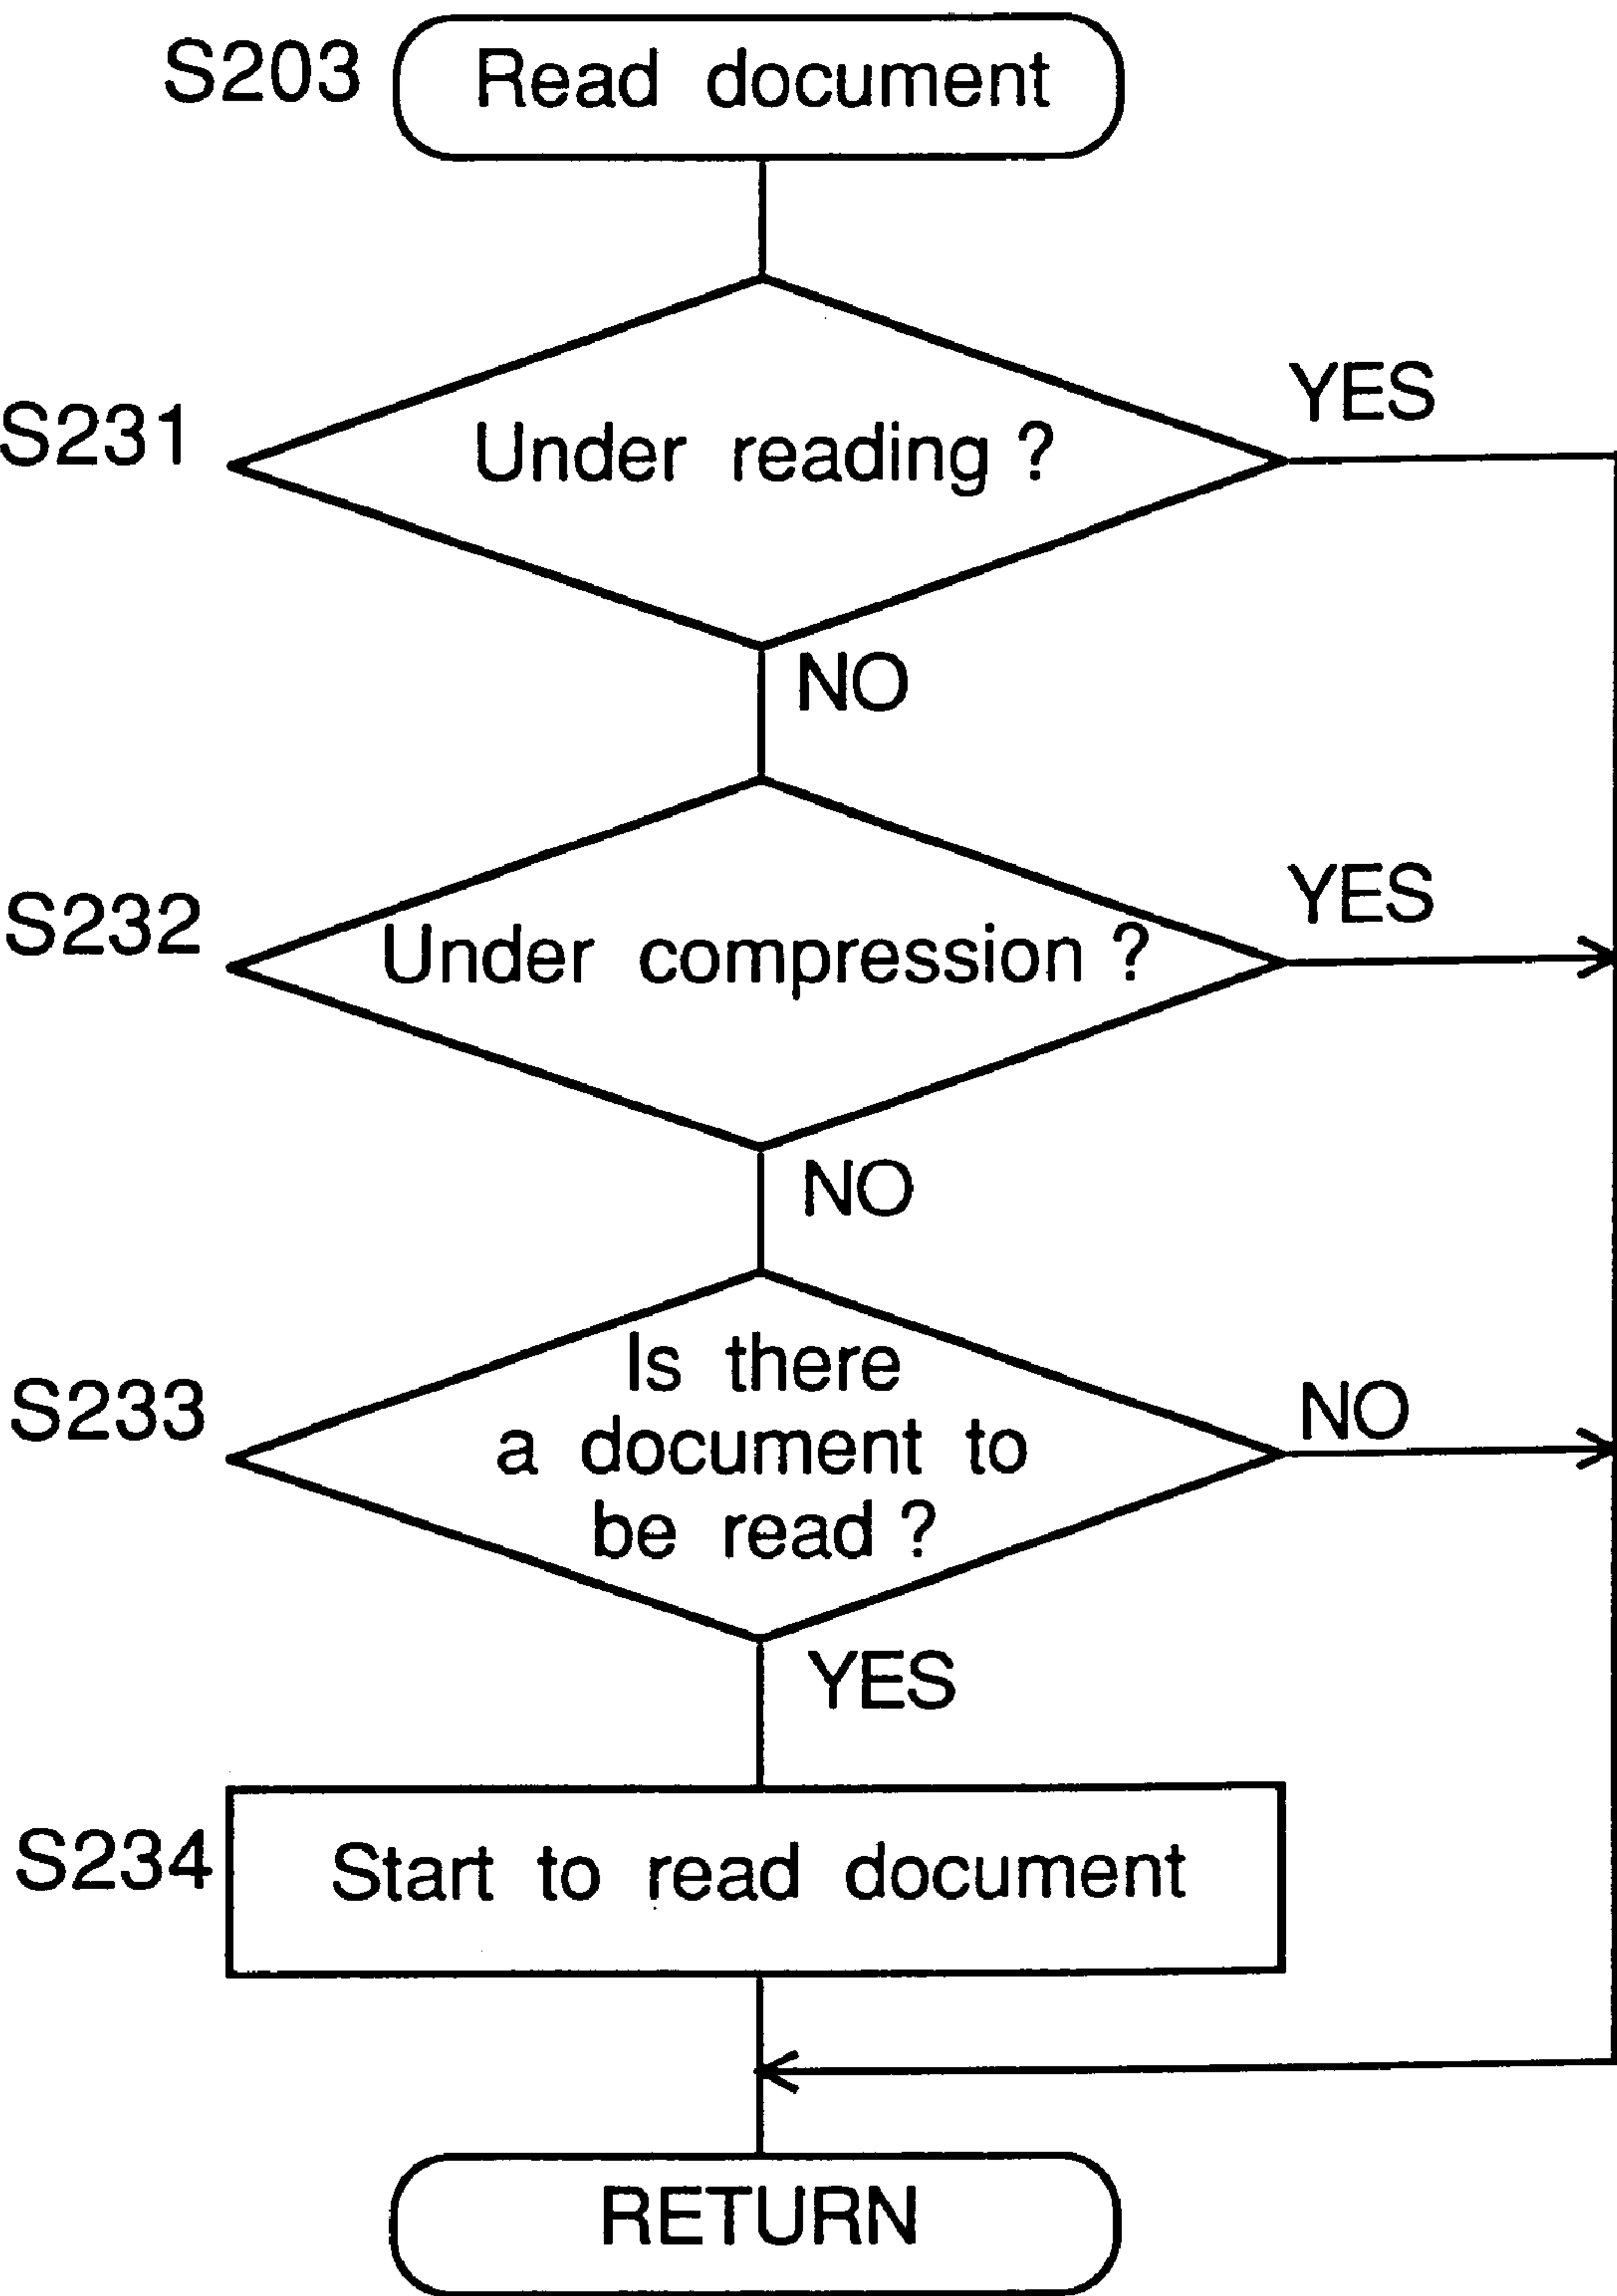 S203 Read document
S231 Under reading ? YES
NO
S232 Under compression ? YES
NO
S233 Is there
a document to NO
be read ?
YES
S234 Start to read document
RETURN